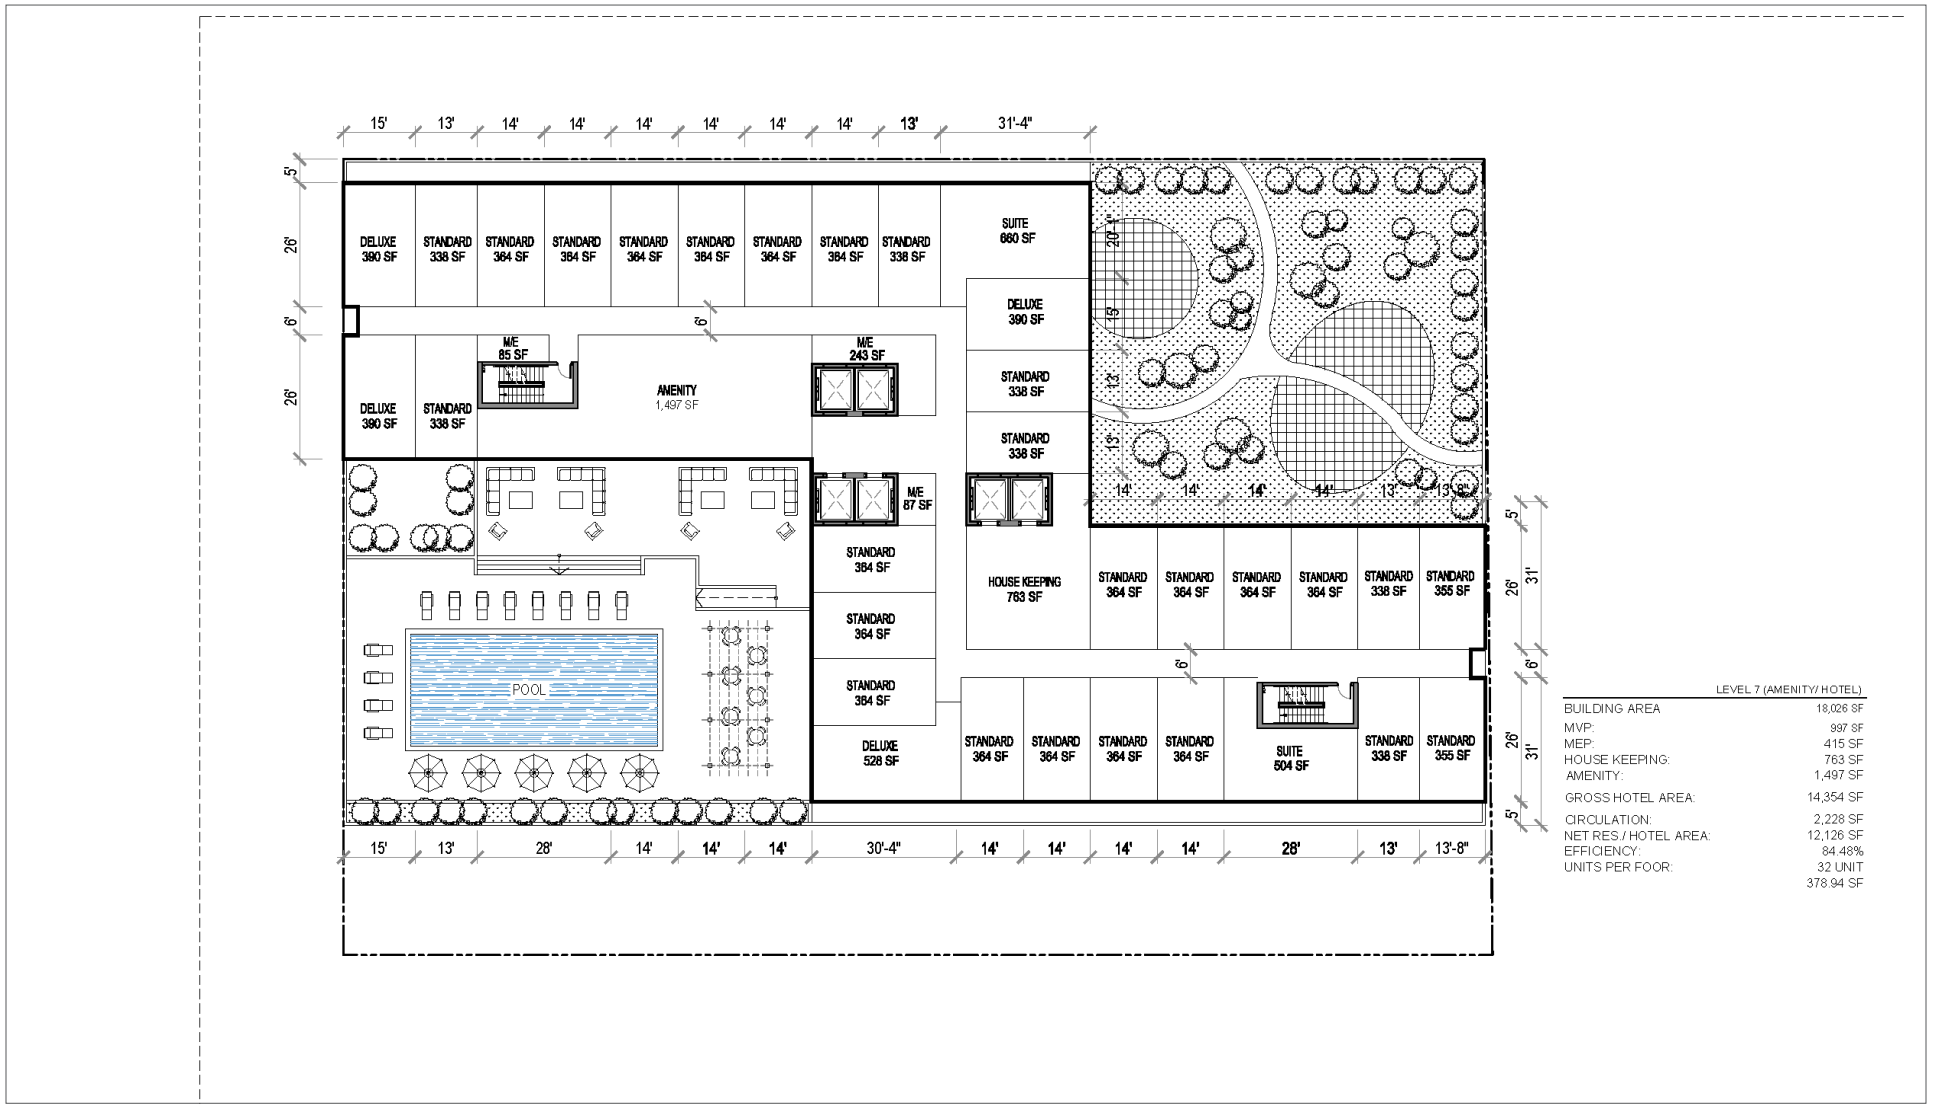 15' 13' 14' 14' 14' 14' 14' 14' 13' 31'-4"
5'
26'
6'
26'
DELUXE
390 SF
STANDARD
338 SF
STANDARD
364 SF
STANDARD
364 SF
STANDARD
364 SF
STANDARD
364 SF
STANDARD
364 SF
STANDARD
364 SF
STANDARD
338 SF
SUITE
660 SF
20'-1"
15'
13'
13'
6'
DELUXE
390 SF
STANDARD
338 SF
STANDARD
338 SF
DELUXE
390 SF
STANDARD
338 SF
M/E
85 SF
AMENITY
1,497 SF
M/E
243 SF
M/E
87 SF
14' 14' 14' 14' 13' 13'-8"
STANDARD
364 SF
STANDARD
364 SF
STANDARD
364 SF
DELUXE
528 SF
HOUSE KEEPING
763 SF
STANDARD
364 SF
STANDARD
364 SF
STANDARD
364 SF
STANDARD
364 SF
STANDARD
338 SF
STANDARD
355 SF
6'
STANDARD
364 SF
STANDARD
364 SF
STANDARD
364 SF
STANDARD
364 SF
SUITE
504 SF
STANDARD
338 SF
STANDARD
355 SF
5'
26'
31'
6'
26'
31'
5'
POOL
15' 13' 28' 14' 14' 14' 30'-4" 14' 14' 14' 14' 28' 13' 13'-8"
LEVEL 7 (AMENITY/ HOTEL)
BUILDING AREA 18,026 SF
MVP: 997 SF
MEP: 415 SF
HOUSE KEEPING: 763 SF
AMENITY: 1,497 SF
GROSS HOTEL AREA: 14,354 SF
CIRCULATION: 2,228 SF
NET RES./ HOTEL AREA: 12,126 SF
EFFICIENCY: 84.48%
UNITS PER FOOR: 32 UNIT
378.94 SF